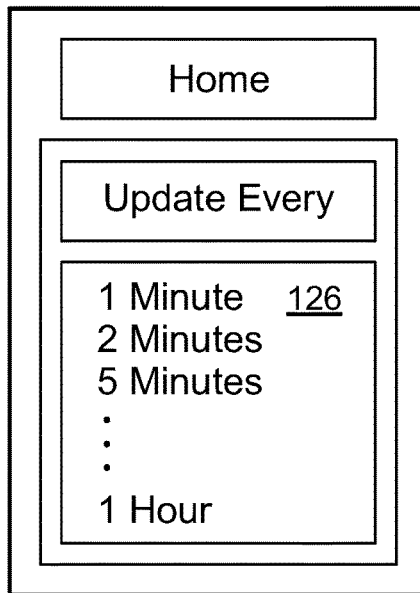 Home
Update Every
1 Minute 126
2 Minutes
5 Minutes
.
.
.
1 Hour